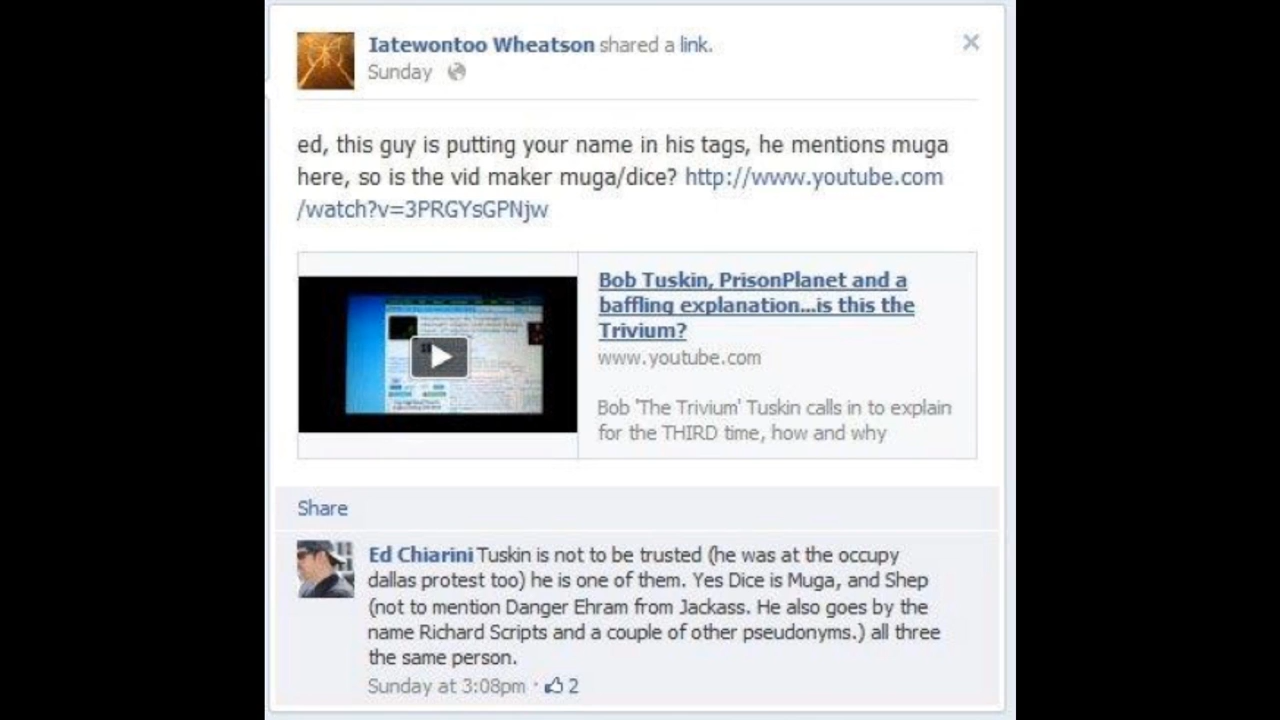 Iatewontoo Wheatson shared a link.
Sunday
ed, this guy is putting your name in his tags, he mentions muga
here, so is the vid maker muga/dice? http://www.youtube.com
/watch?v=3PRGYsGPNjw
Bob Tuskin, PrisonPlanet and a
baffling explanation...is this the
Trivium?
www.youtube.com
Bob 'The Trivium' Tuskin calls in to explain
for the THIRD time, how and why
Share
Ed Chiarini Tuskin is not to be trusted (he was at the occupy
dallas protest too) he is one of them. Yes Dice is Muga, and Shep
(not to mention Danger Ehram from Jackass. He also goes by the
name Richard Scripts and a couple of other pseudonyms.) all three
the same person.
Sunday at 3:08pm · 2